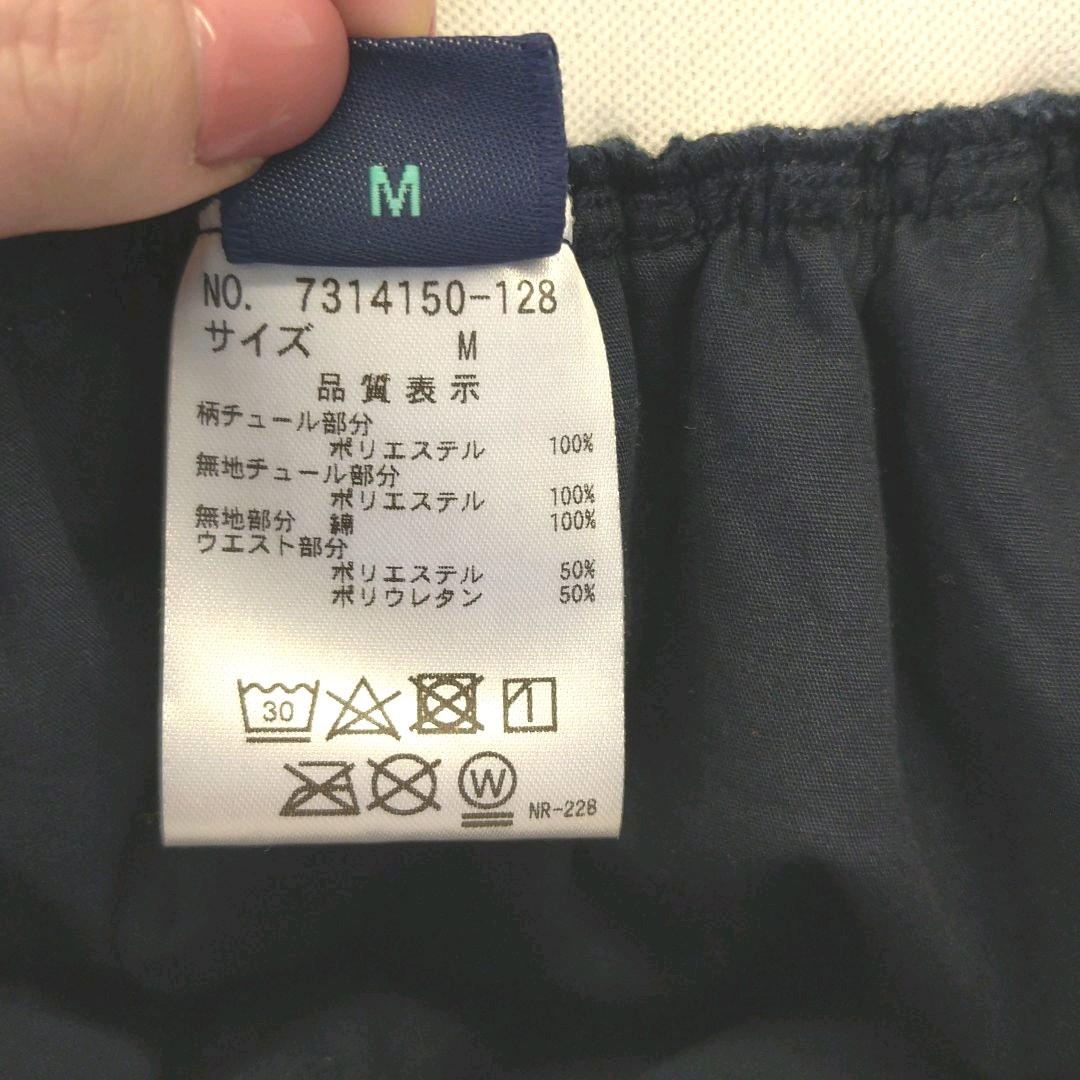 M
NO. 7314150-128
サイズ M
品質表示
柄チュール部分
ポリエステル 100%
無地チュール部分
ポリエステル 100%
無地部分 綿 100%
ウエスト部分
ポリエステル 50%
ポリウレタン 50%
30
W
NR-228